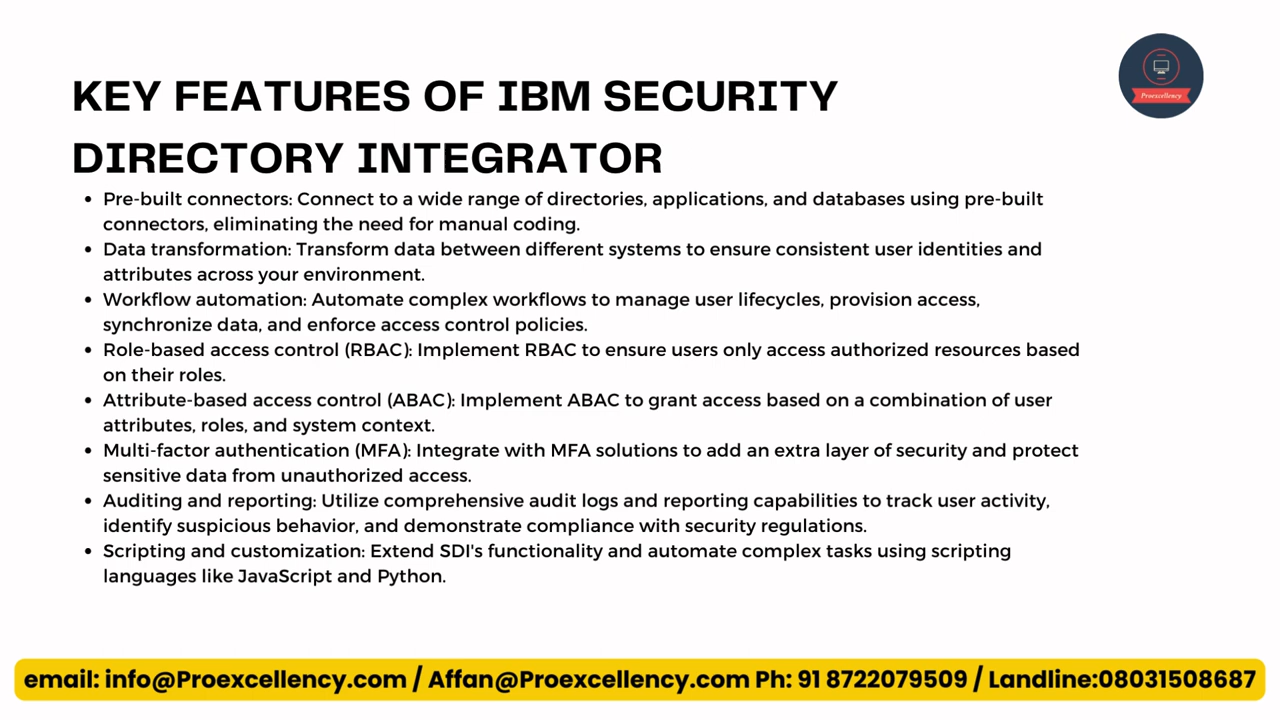 KEY FEATURES OF IBM SECURITY
DIRECTORY INTEGRATOR
Proexcellency
• Pre-built connectors: Connect to a wide range of directories, applications, and databases using pre-built
connectors, eliminating the need for manual coding.
• Data transformation: Transform data between different systems to ensure consistent user identities and
attributes across your environment.
• Workflow automation: Automate complex workflows to manage user lifecycles, provision access,
synchronize data, and enforce access control policies.
• Role-based access control (RBAC): Implement RBAC to ensure users only access authorized resources based
on their roles.
• Attribute-based access control (ABAC): Implement ABAC to grant access based on a combination of user
attributes, roles, and system context.
• Multi-factor authentication (MFA): Integrate with MFA solutions to add an extra layer of security and protect
sensitive data from unauthorized access.
• Auditing and reporting: Utilize comprehensive audit logs and reporting capabilities to track user activity,
identify suspicious behavior, and demonstrate compliance with security regulations.
• Scripting and customization: Extend SDI's functionality and automate complex tasks using scripting
languages like JavaScript and Python.
email: info@Proexcellency.com / Affan@Proexcellency.com Ph: 91 8722079509 / Landline:08031508687